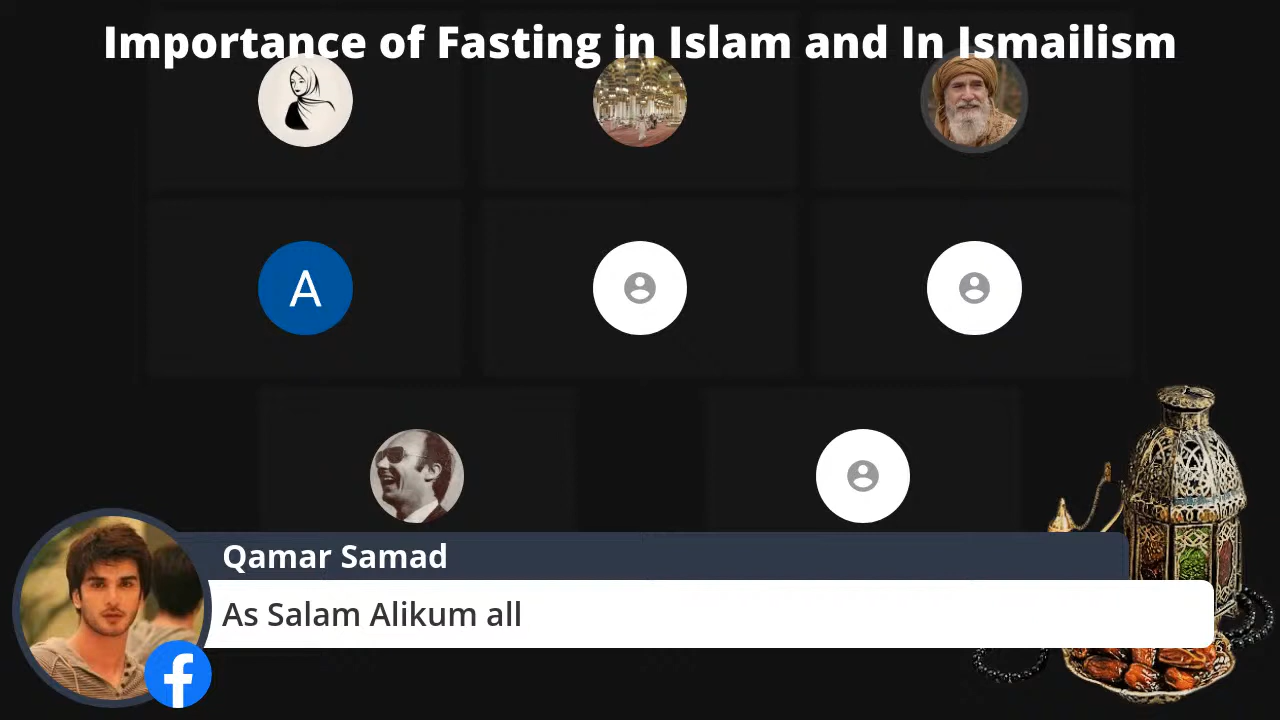 Importance of Fasting in Islam and In Ismailism
A
Qamar Samad
As Salam Alikum all